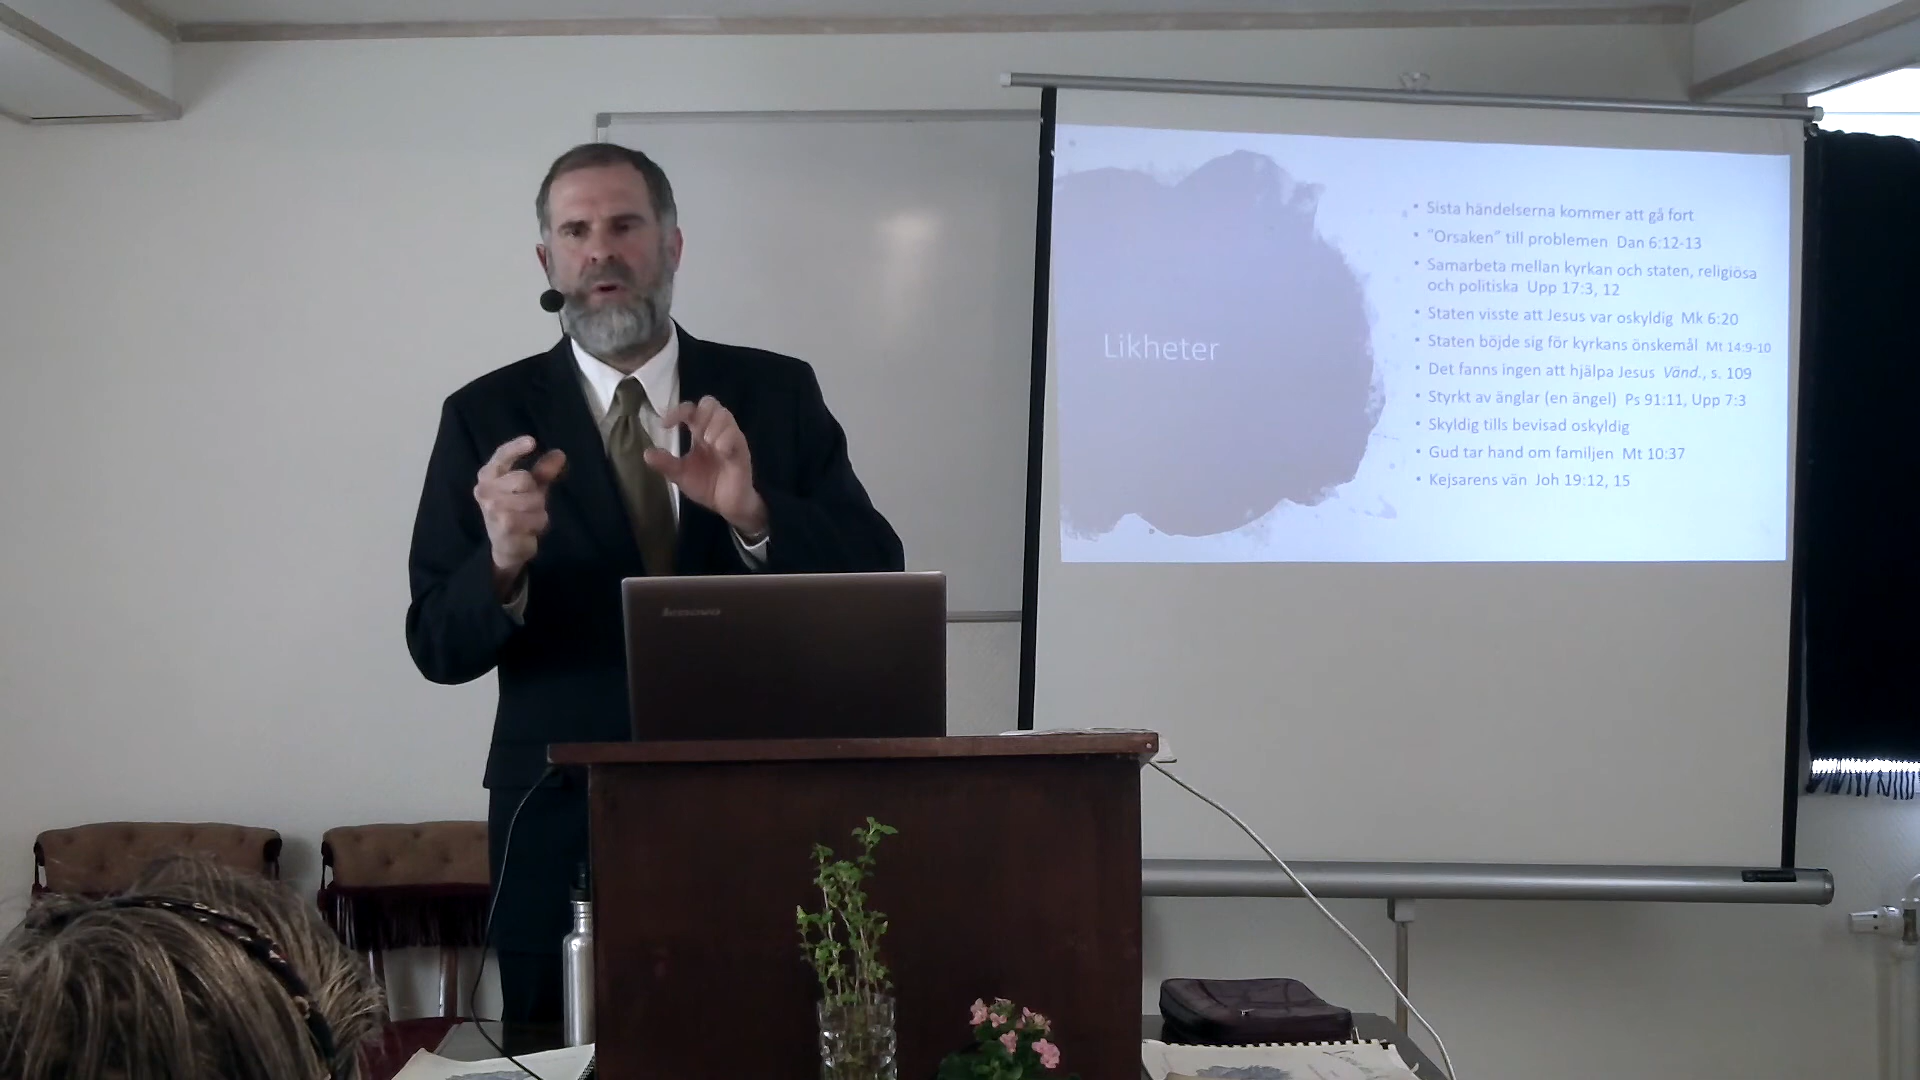 Likheter
• Sista händelserna kommer att gå fort
• "Orsaken" till problemen Dan 6:12-13
• Samarbeta mellan kyrkan och staten, religiösa
och politiska Upp 17:3, 12
• Staten visste att Jesus var oskyldig Mk 6:20
• Staten böjde sig för kyrkans önskemål Mt 14:9-10
• Det fanns ingen att hjälpa Jesus Vänd., s. 109
• Styrkt av änglar (en ängel) Ps 91:11, Upp 7:3
• Skyldig tills bevisad oskyldig
• Gud tar hand om familjen Mt 10:37
• Kejsarens vän Joh 19:12, 15
lenovo